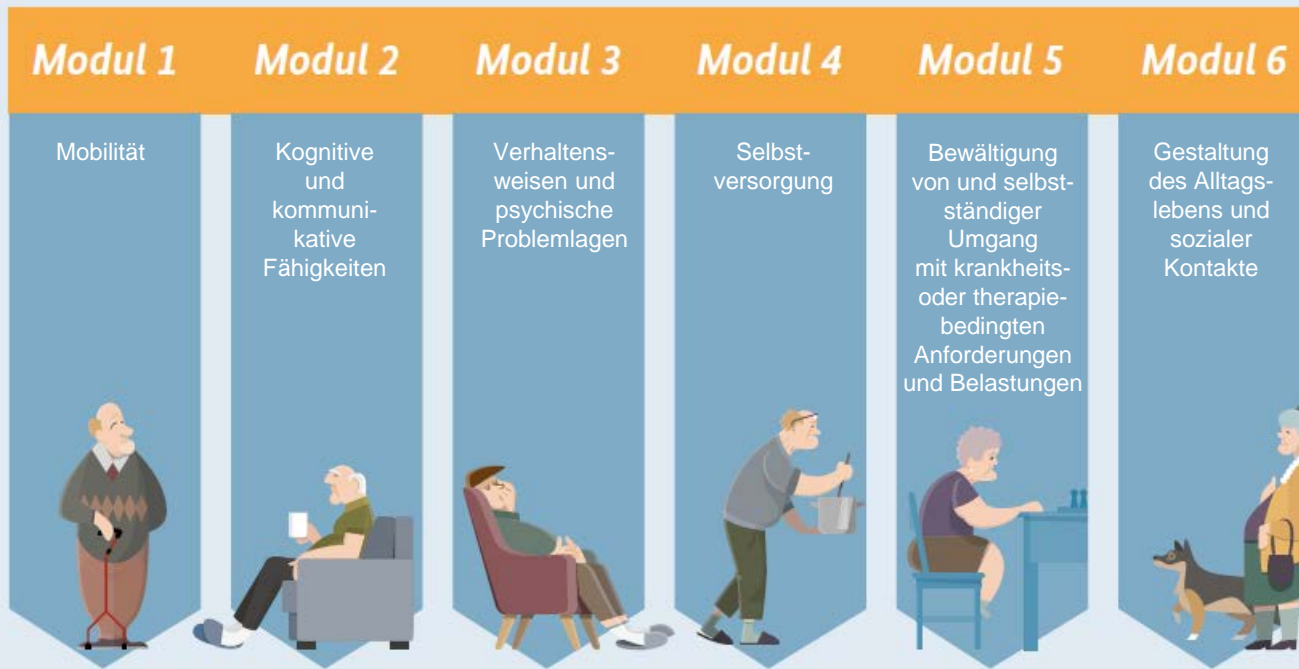 Modul 1
Mobilität
Modul 2
Kognitive
und
kommuni-
kative
Fähigkeiten
Modul 3
Verhaltens-
weisen und
psychische
Problemlagen
Modul 4
Selbst-
versorgung
Modul 5
Bewältigung
von und selbst-
ständiger
Umgang
mit krankheits-
oder therapie-
bedingten
Anforderungen
und Belastungen
Modul 6
Gestaltung
des Alltags-
lebens und
sozialer
Kontakte